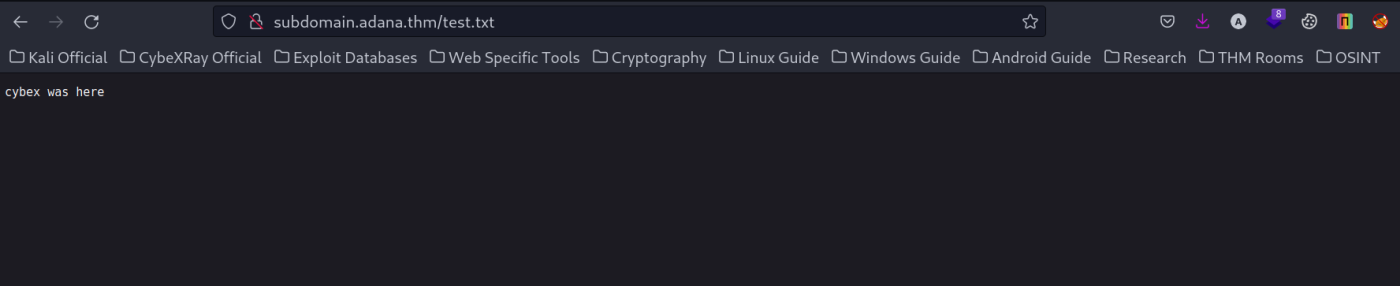 subdomain.adana.thm/test.txt
8
Kali Official CybeXRay Official Exploit Databases Web Specific Tools Cryptography Linux Guide Windows Guide Android Guide Research THM Rooms OSINT
cybex was here